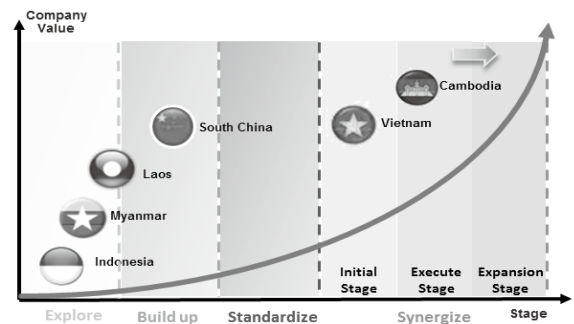 Company
Value
Cambodia
South China
Vietnam
Laos
Myanmar
Indonesia
Initial
Stage
Execute
Stage
Expansion
Stage
Explore
Build up
Standardize
Synergize
Stage